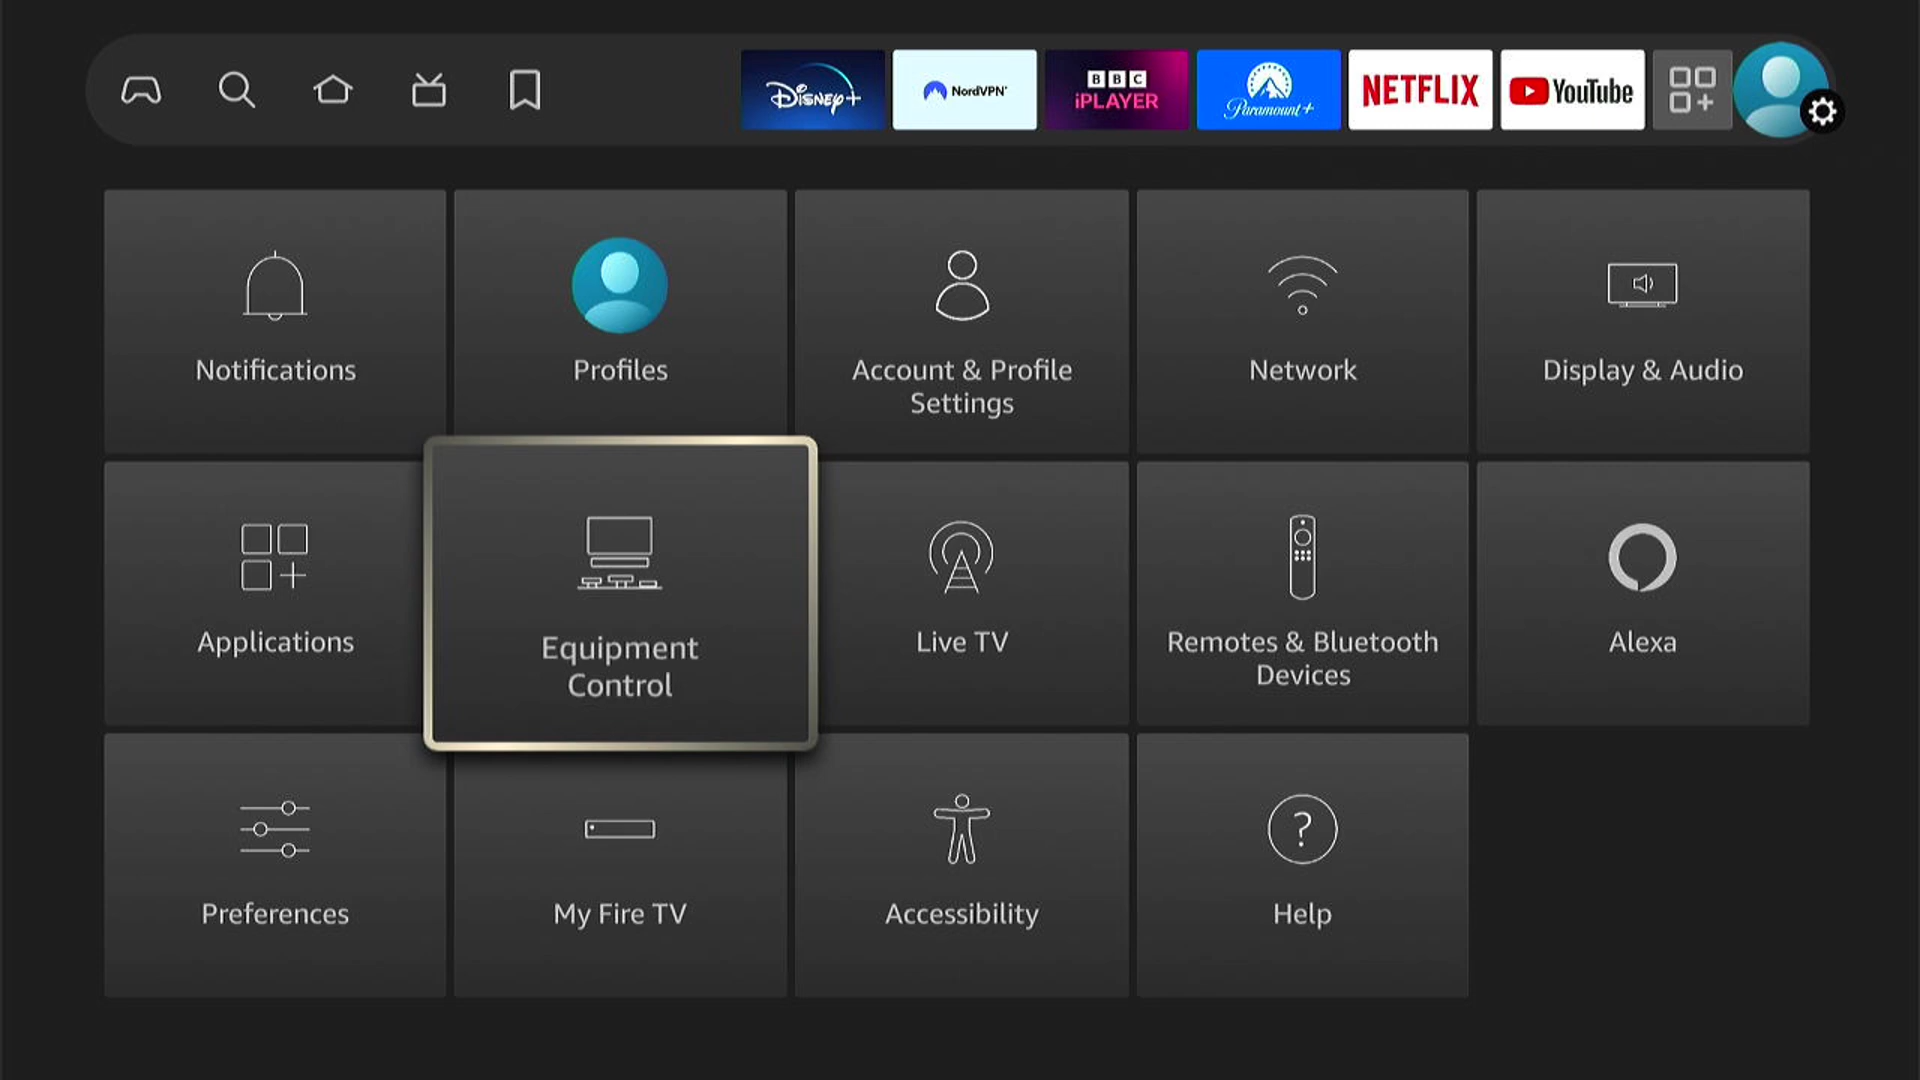 Disney+
NordVPN
BBC
iPLAYER
Paramount+
NETFLIX
YouTube
Notifications
Profiles
Account & Profile
Settings
Network
Display & Audio
Applications
Equipment
Control
Live TV
Remotes & Bluetooth
Devices
Alexa
Preferences
My Fire TV
Accessibility
?
Help